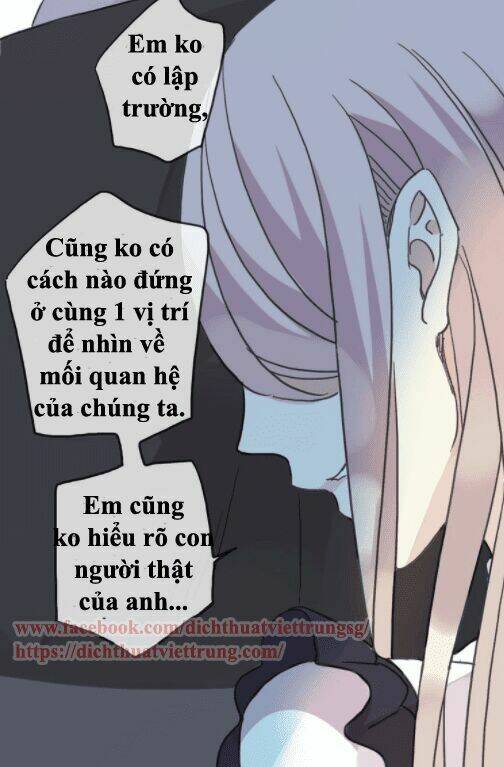 Em ko
có lập
trường,
Cũng ko có
cách nào đứng
ở cùng 1 vị trí
để nhìn về
mối quan hệ
của chúng ta.
Em cũng
ko hiểu rõ con
người thật
của anh...
www.facebook.com/dichthuatviettrungsg/
https://dichthuatviettrung.com/